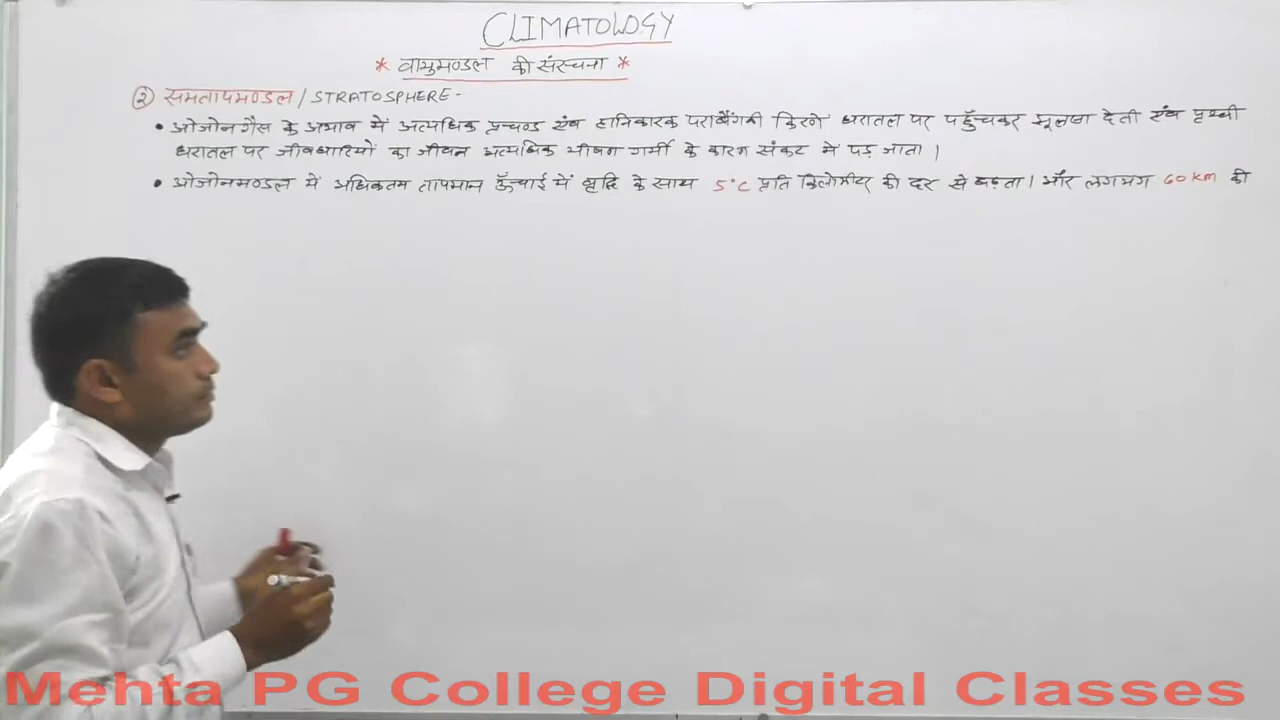 CLIMATOLOGY
* वायुमण्डल की संरचना *
② समतापमण्डल / STRATOSPHERE -
• ओजोन गैस के अभाव में अत्यधिक प्रचण्ड एंव हानिकारक पराबैंगनी किरणें धरातल पर पहुँचकर झूलसा देती एंव पृथ्वी
धरातल पर जीवधारियों का जीवन अत्यधिक भीषण गर्मी के कारण संकट में पड़ जाता।
• ओजोनमण्डल में अधिकतम तापमान ऊँचाई में वृद्धि के साथ 5°C प्रति किलोमीटर की दर से बढ़ता। और लगभग 60 Km की
Mehta PG College Digital Classes